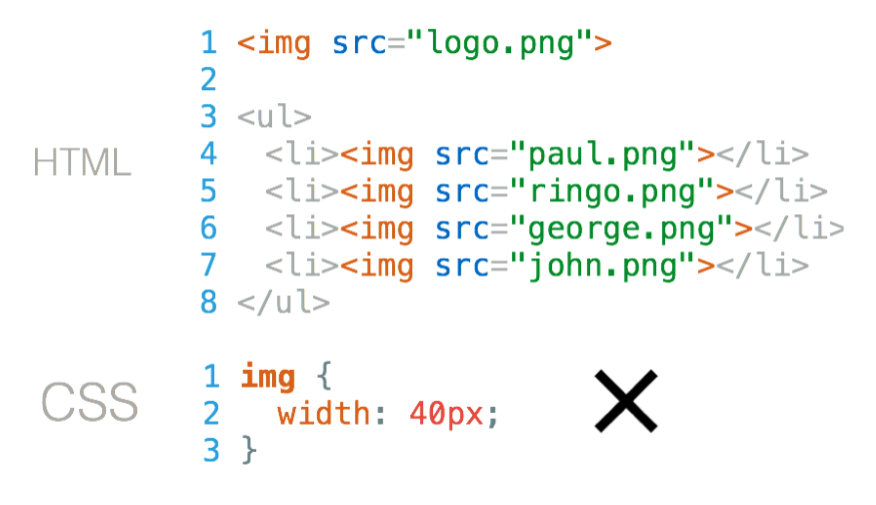 1 <img src="logo.png">
2
3 <ul>
HTML
4   <li><img src="paul.png"></li>
5   <li><img src="ringo.png"></li>
6   <li><img src="george.png"></li>
7   <li><img src="john.png"></li>
8 </ul>
1 img {
CSS
2   width: 40px;
3 }